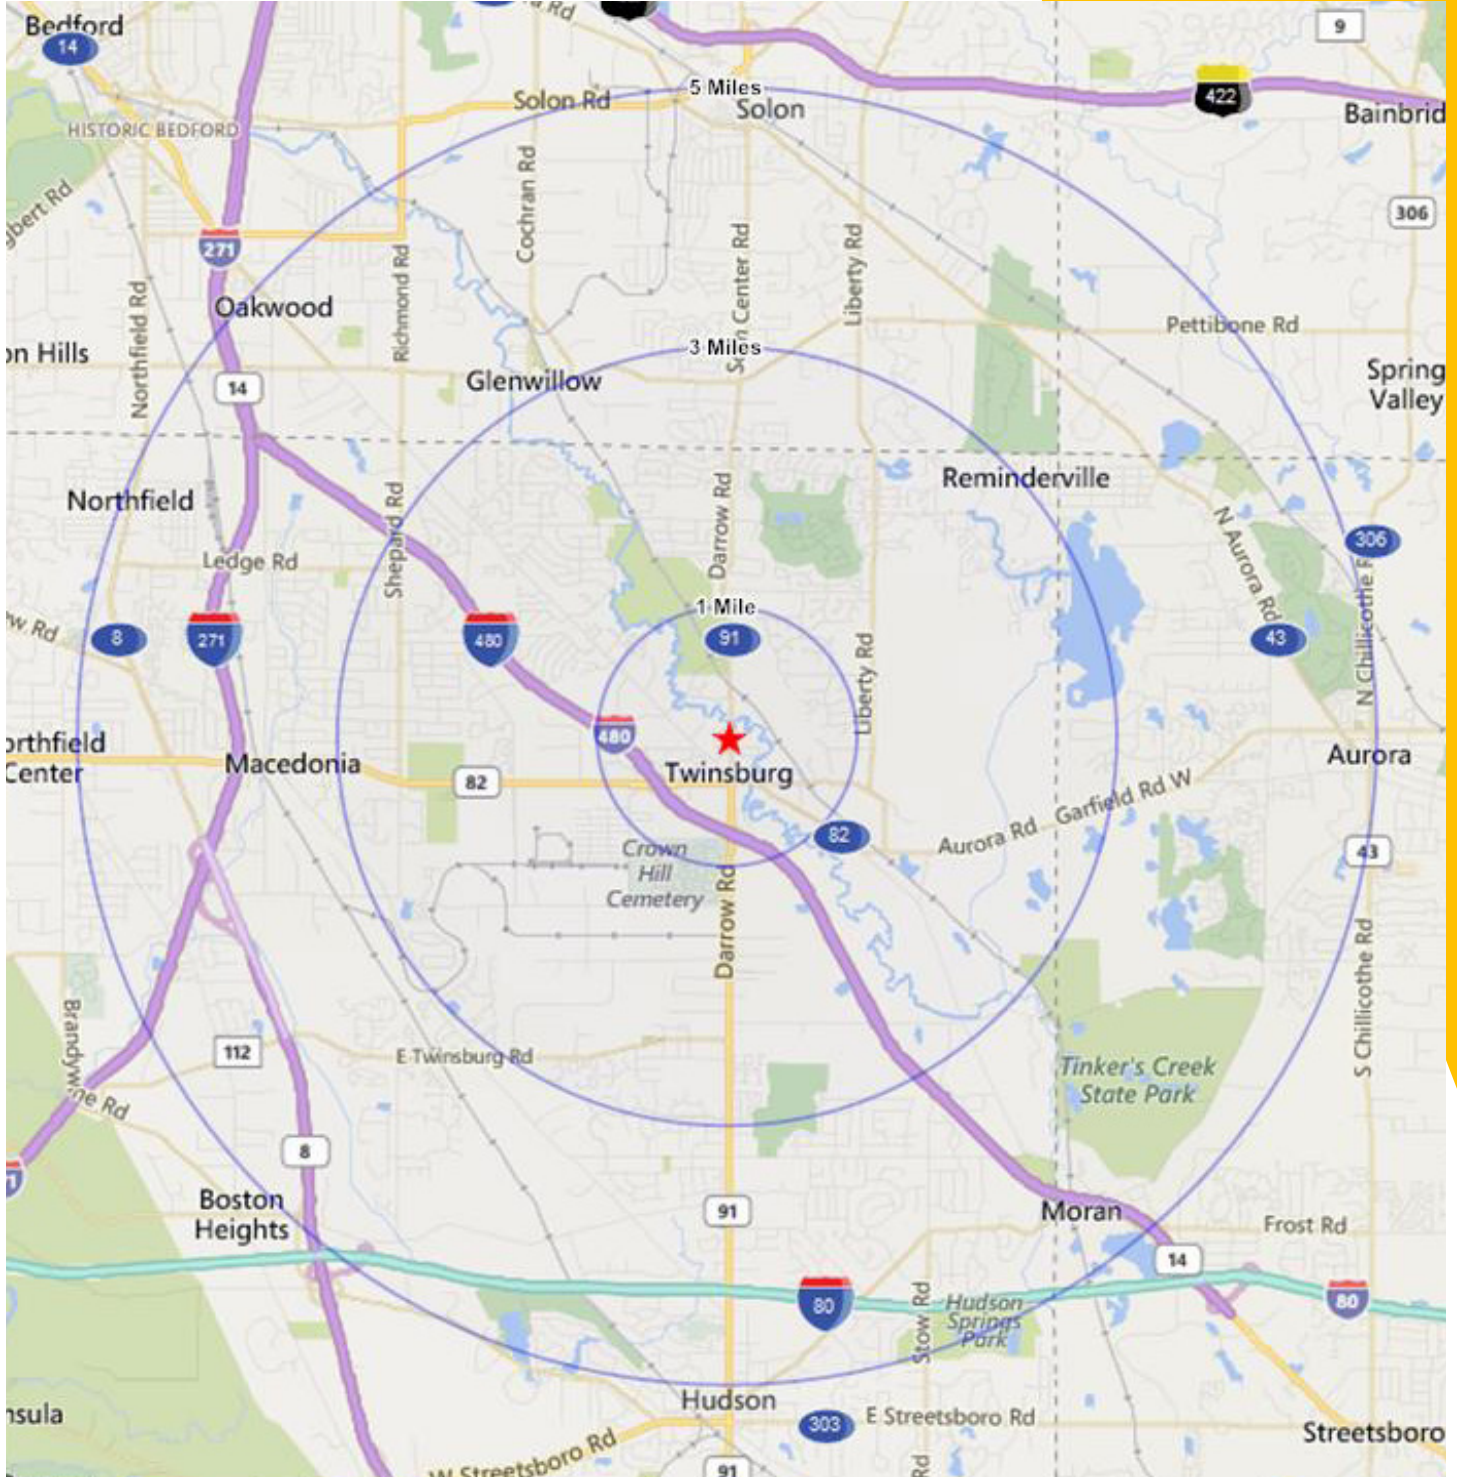 Bedford
14
9
5 Miles
Solon Rd
Solon
422
Bainbrid
HISTORIC BEDFORD
gbert Rd
Cochran Rd
306
271
Richmond Rd
Center Rd
Liberty Rd
Oakwood
Northfield Rd
Pettibone Rd
on Hills
3 Miles
14
Glenwillow
Spring
Valley
Reminderville
Northfield
Shepard Rd
Darrow Rd
N Aurora Rd
306
Ledge Rd
N Chillicothe R
1 Mile
ew Rd
8
271
480
91
43
Liberty Rd
480
orthfield
Center
Macedonia
82
Twinsburg
Aurora
Garfield Rd W
Aurora Rd
82
Crown
Hill
Cemetery
43
Darrow Rd
S Chillicothe Rd
Brandywine Rd
112
E Twinsburg Rd
Tinker's Creek
State Park
8
Boston
Heights
91
Moran
Frost Rd
14
80
Stow Rd
Hudson
Springs
Park
80
Hudson
303
E Streetsboro Rd
nsula
Streetsboro
W Streetsboro Rd
91
Rd